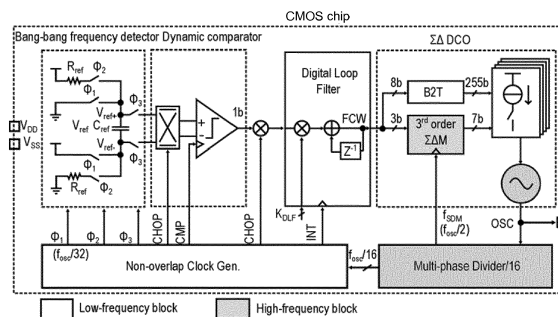 CMOS chip
Bang-bang frequency detector Dynamic comparator
ΣΔ DCO
R_ref Φ2
Φ1
V_ref+ Φ3
V_ref C_ref
V_ref- Φ3
Φ1
R_ref Φ2
V_DD
V_SS
1b
Digital Loop
Filter
FCW
Z^-1
K_DLF
8b B2T 255b
3b 3rd order 7b
ΣΔM
f_SDM
(f_osc/2)
OSC
Φ1 Φ2 Φ3
(f_osc/32)
CHOP
CMP
CHOP
INT
Non-overlap Clock Gen.
f_osc/16
Multi-phase Divider/16
Low-frequency block
High-frequency block